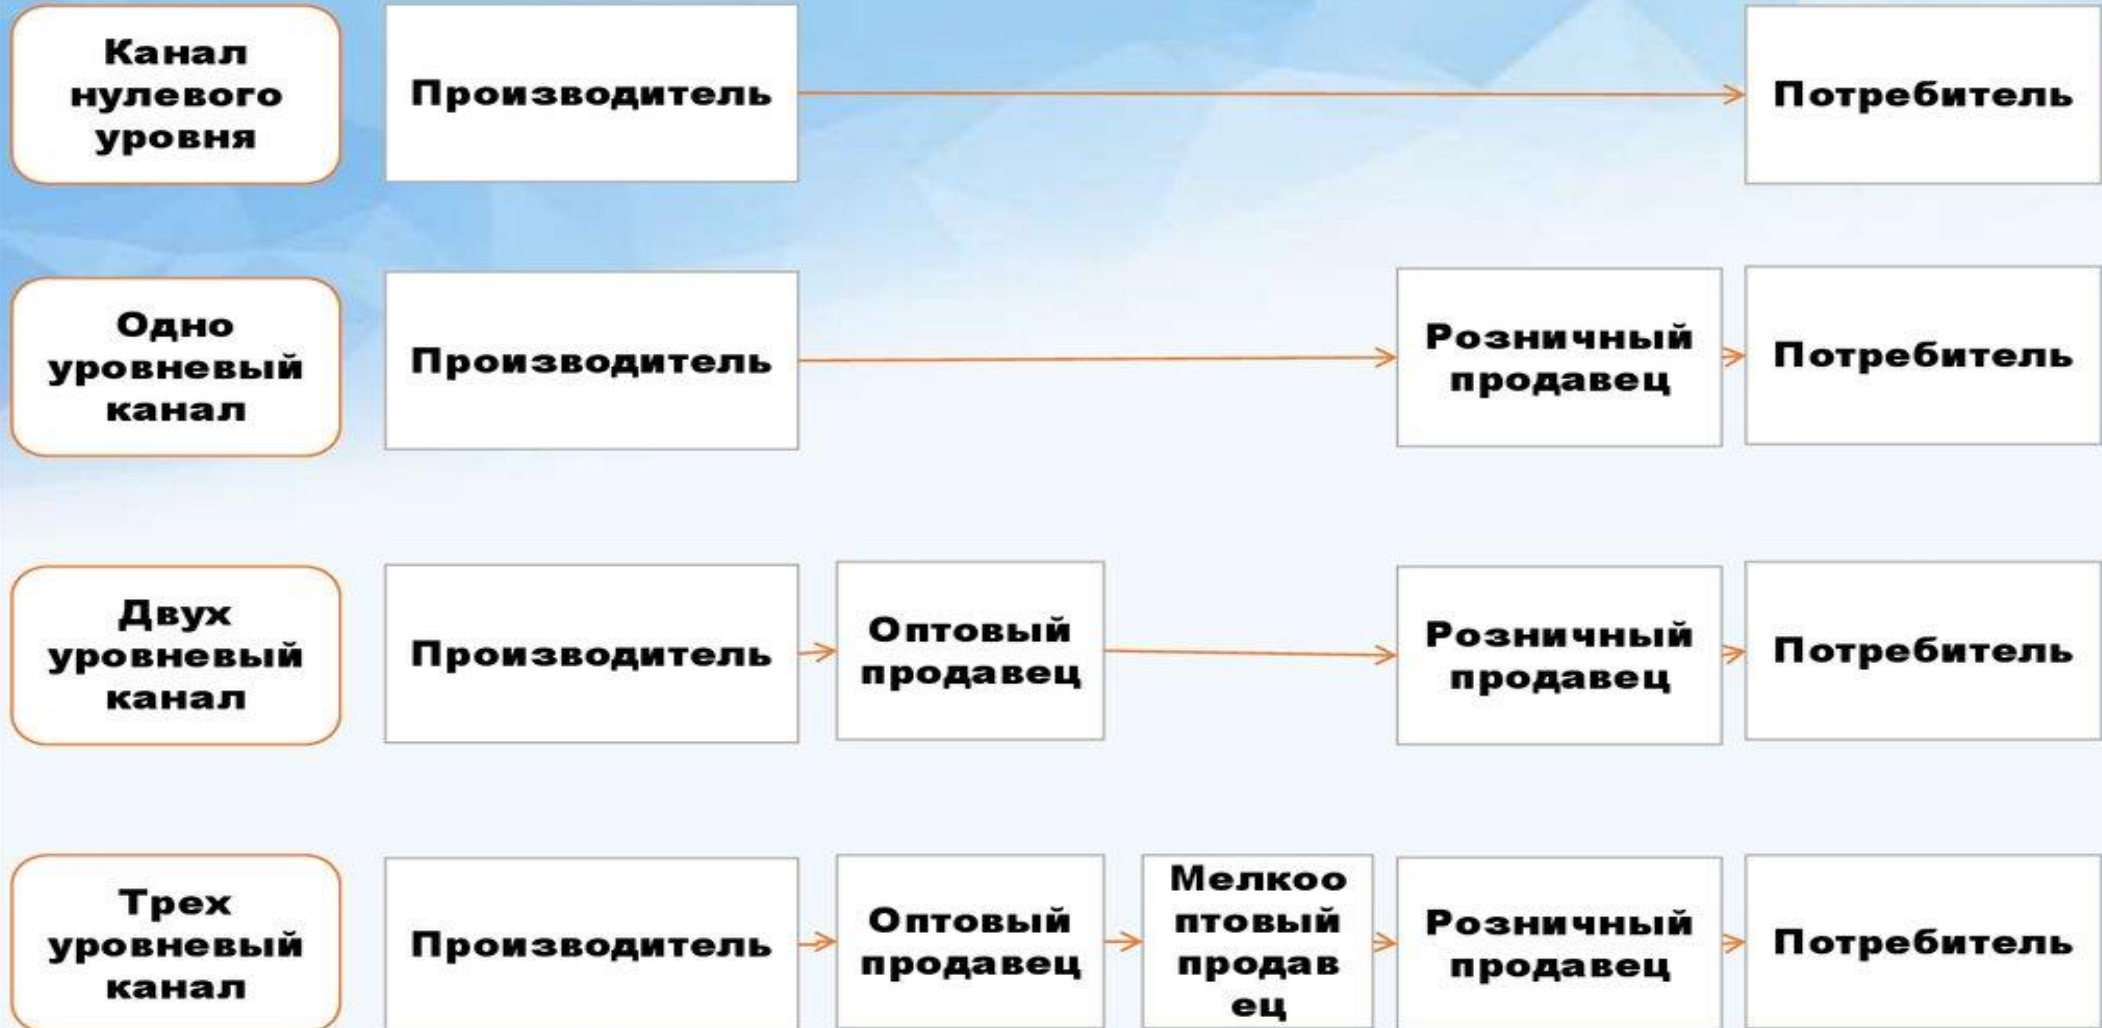 Канал
нулевого
уровня
Производитель
Потребитель
Одно
уровневый
канал
Производитель
Розничный
продавец
Потребитель
Двух
уровневый
канал
Производитель
Оптовый
продавец
Розничный
продавец
Потребитель
Трех
уровневый
канал
Производитель
Оптовый
продавец
Мелкоо
птовый
продав
ец
Розничный
продавец
Потребитель